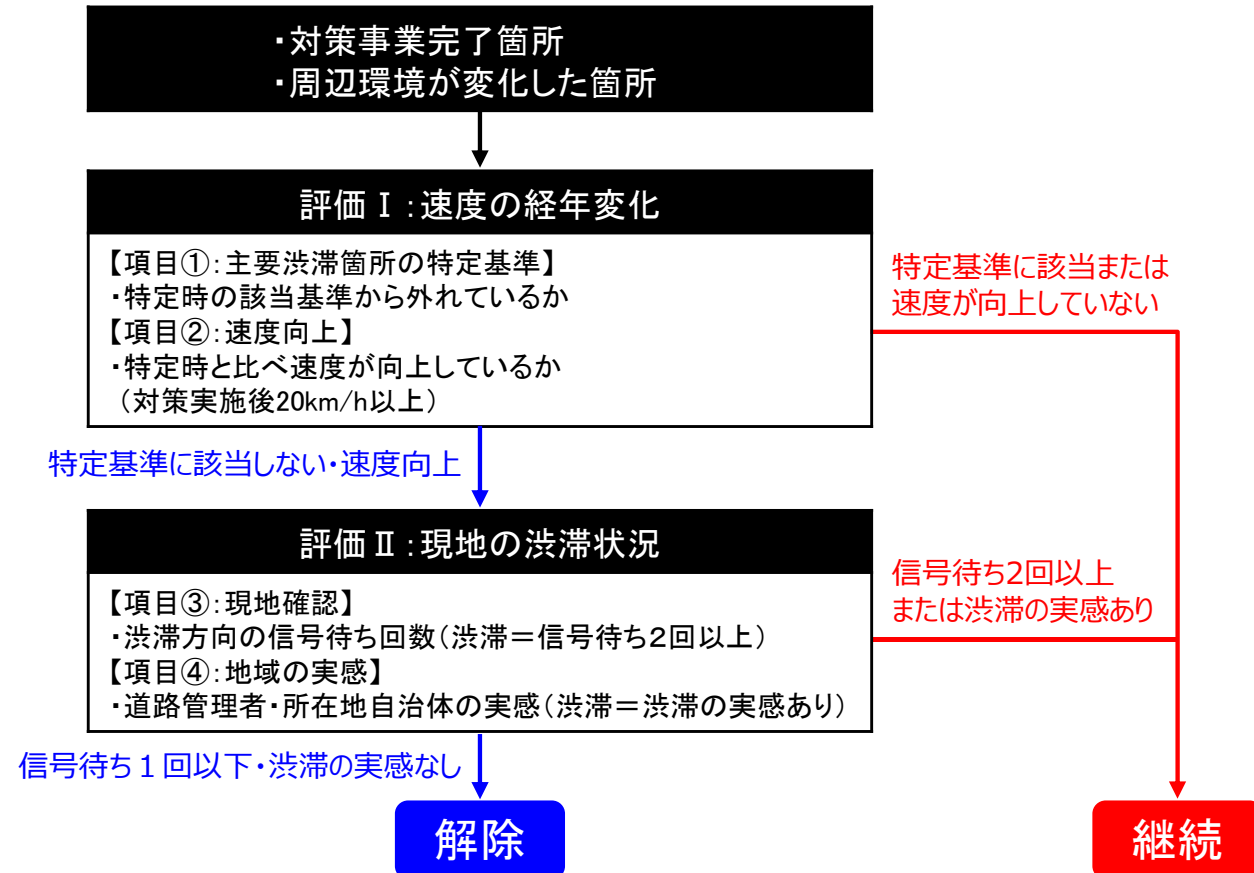 ・対策事業完了箇所
・周辺環境が変化した箇所
評価Ⅰ:速度の経年変化
【項目①:主要渋滞箇所の特定基準】
・特定時の該当基準から外れているか
【項目②:速度向上】
・特定時と比べ速度が向上しているか
（対策実施後20km/h以上）
特定基準に該当または
速度が向上していない
特定基準に該当しない・速度向上
評価Ⅱ:現地の渋滞状況
【項目③:現地確認】
・渋滞方向の信号待ち回数（渋滞＝信号待ち２回以上）
【項目④:地域の実感】
・道路管理者・所在地自治体の実感（渋滞＝渋滞の実感あり）
信号待ち2回以上
または渋滞の実感あり
信号待ち１回以下・渋滞の実感なし
解除
継続